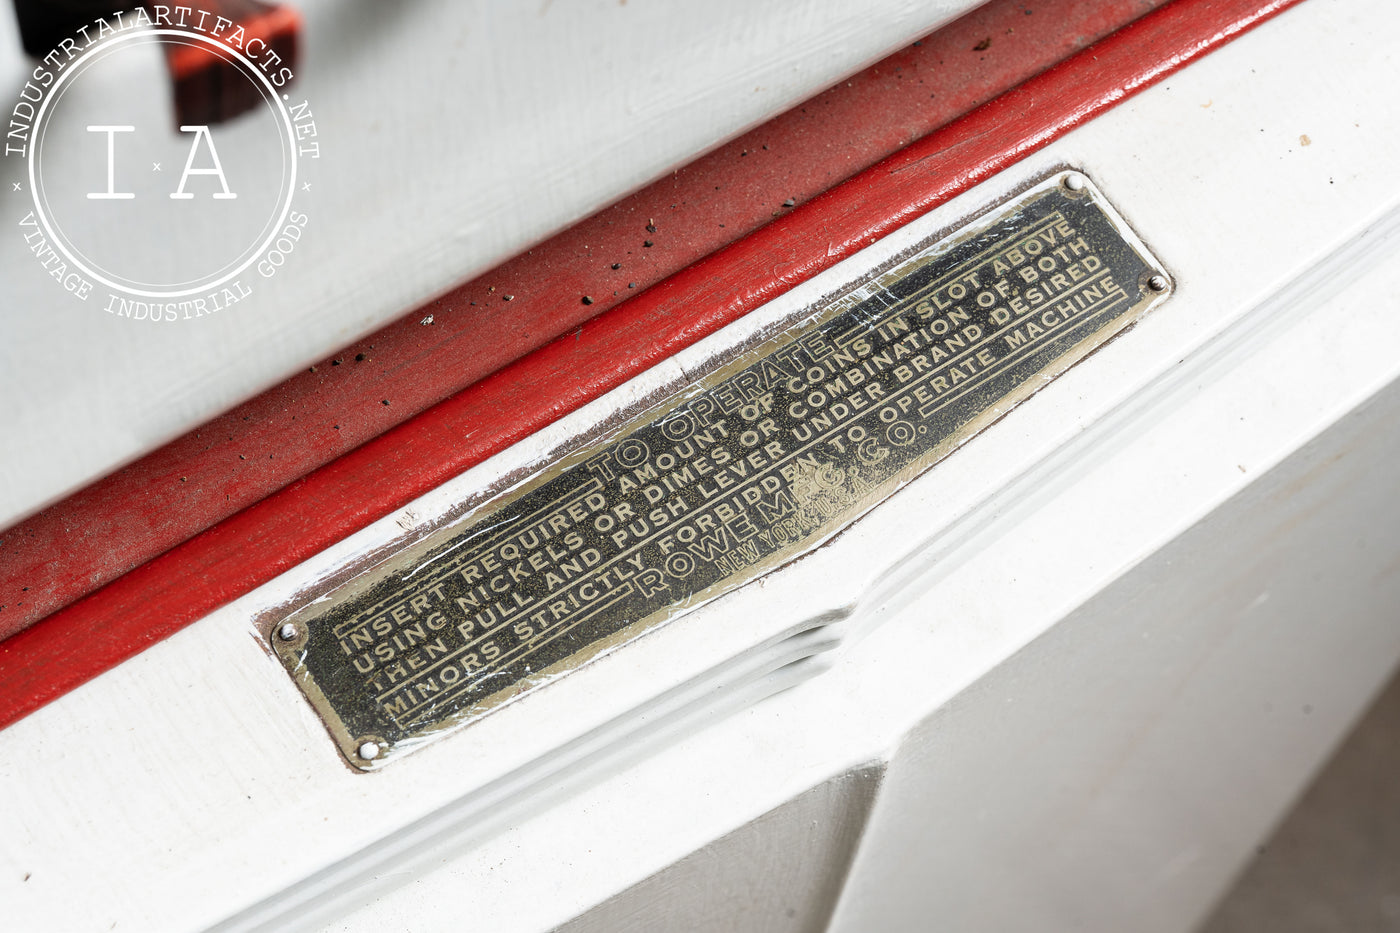 INDUSTRIALARTIFACTS.NET
I × A
× VINTAGE INDUSTRIAL GOODS ×
TO OPERATE
INSERT REQUIRED AMOUNT OF COINS IN SLOT ABOVE
USING NICKELS OR DIMES OR COMBINATION OF BOTH
THEN PULL AND PUSH LEVER UNDER BRAND DESIRED
MINORS STRICTLY FORBIDDEN TO OPERATE MACHINE
ROWE MFG. CO.
NEW YORK U.S.A.